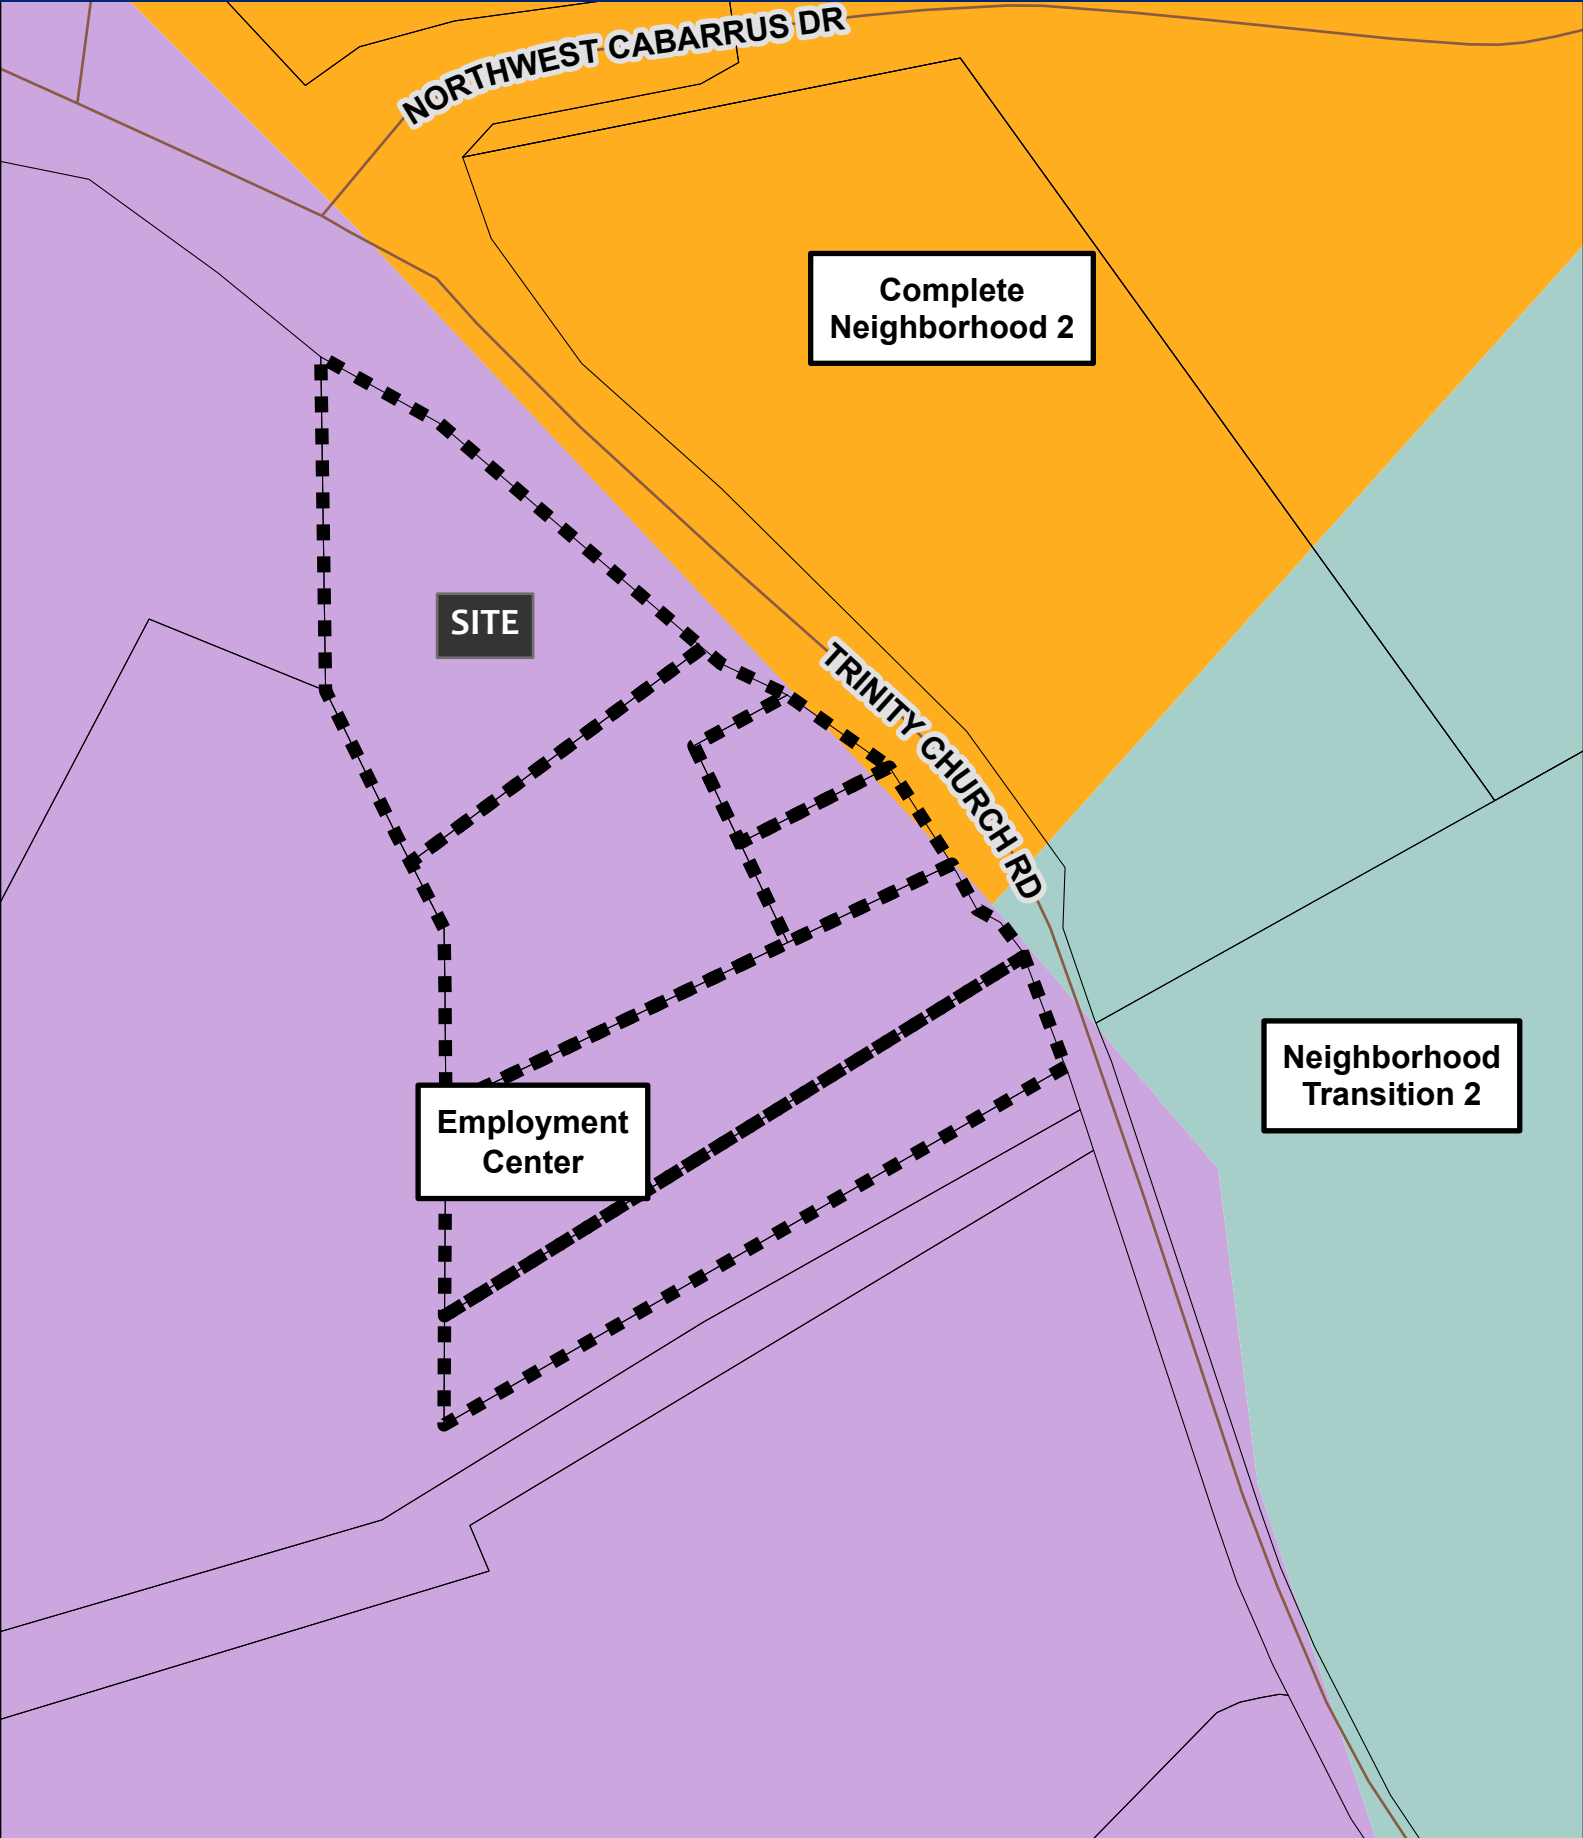 NORTHWEST CABARRUS DR
Complete
Neighborhood 2
SITE
TRINITY CHURCH RD
Neighborhood
Transition 2
Employment
Center